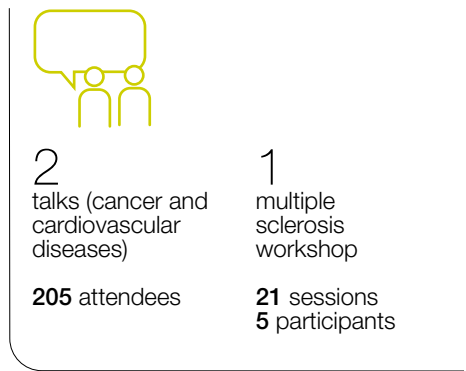 2
talks (cancer and
cardiovascular
diseases)
205 attendees
1
multiple
sclerosis
workshop
21 sessions
5 participants